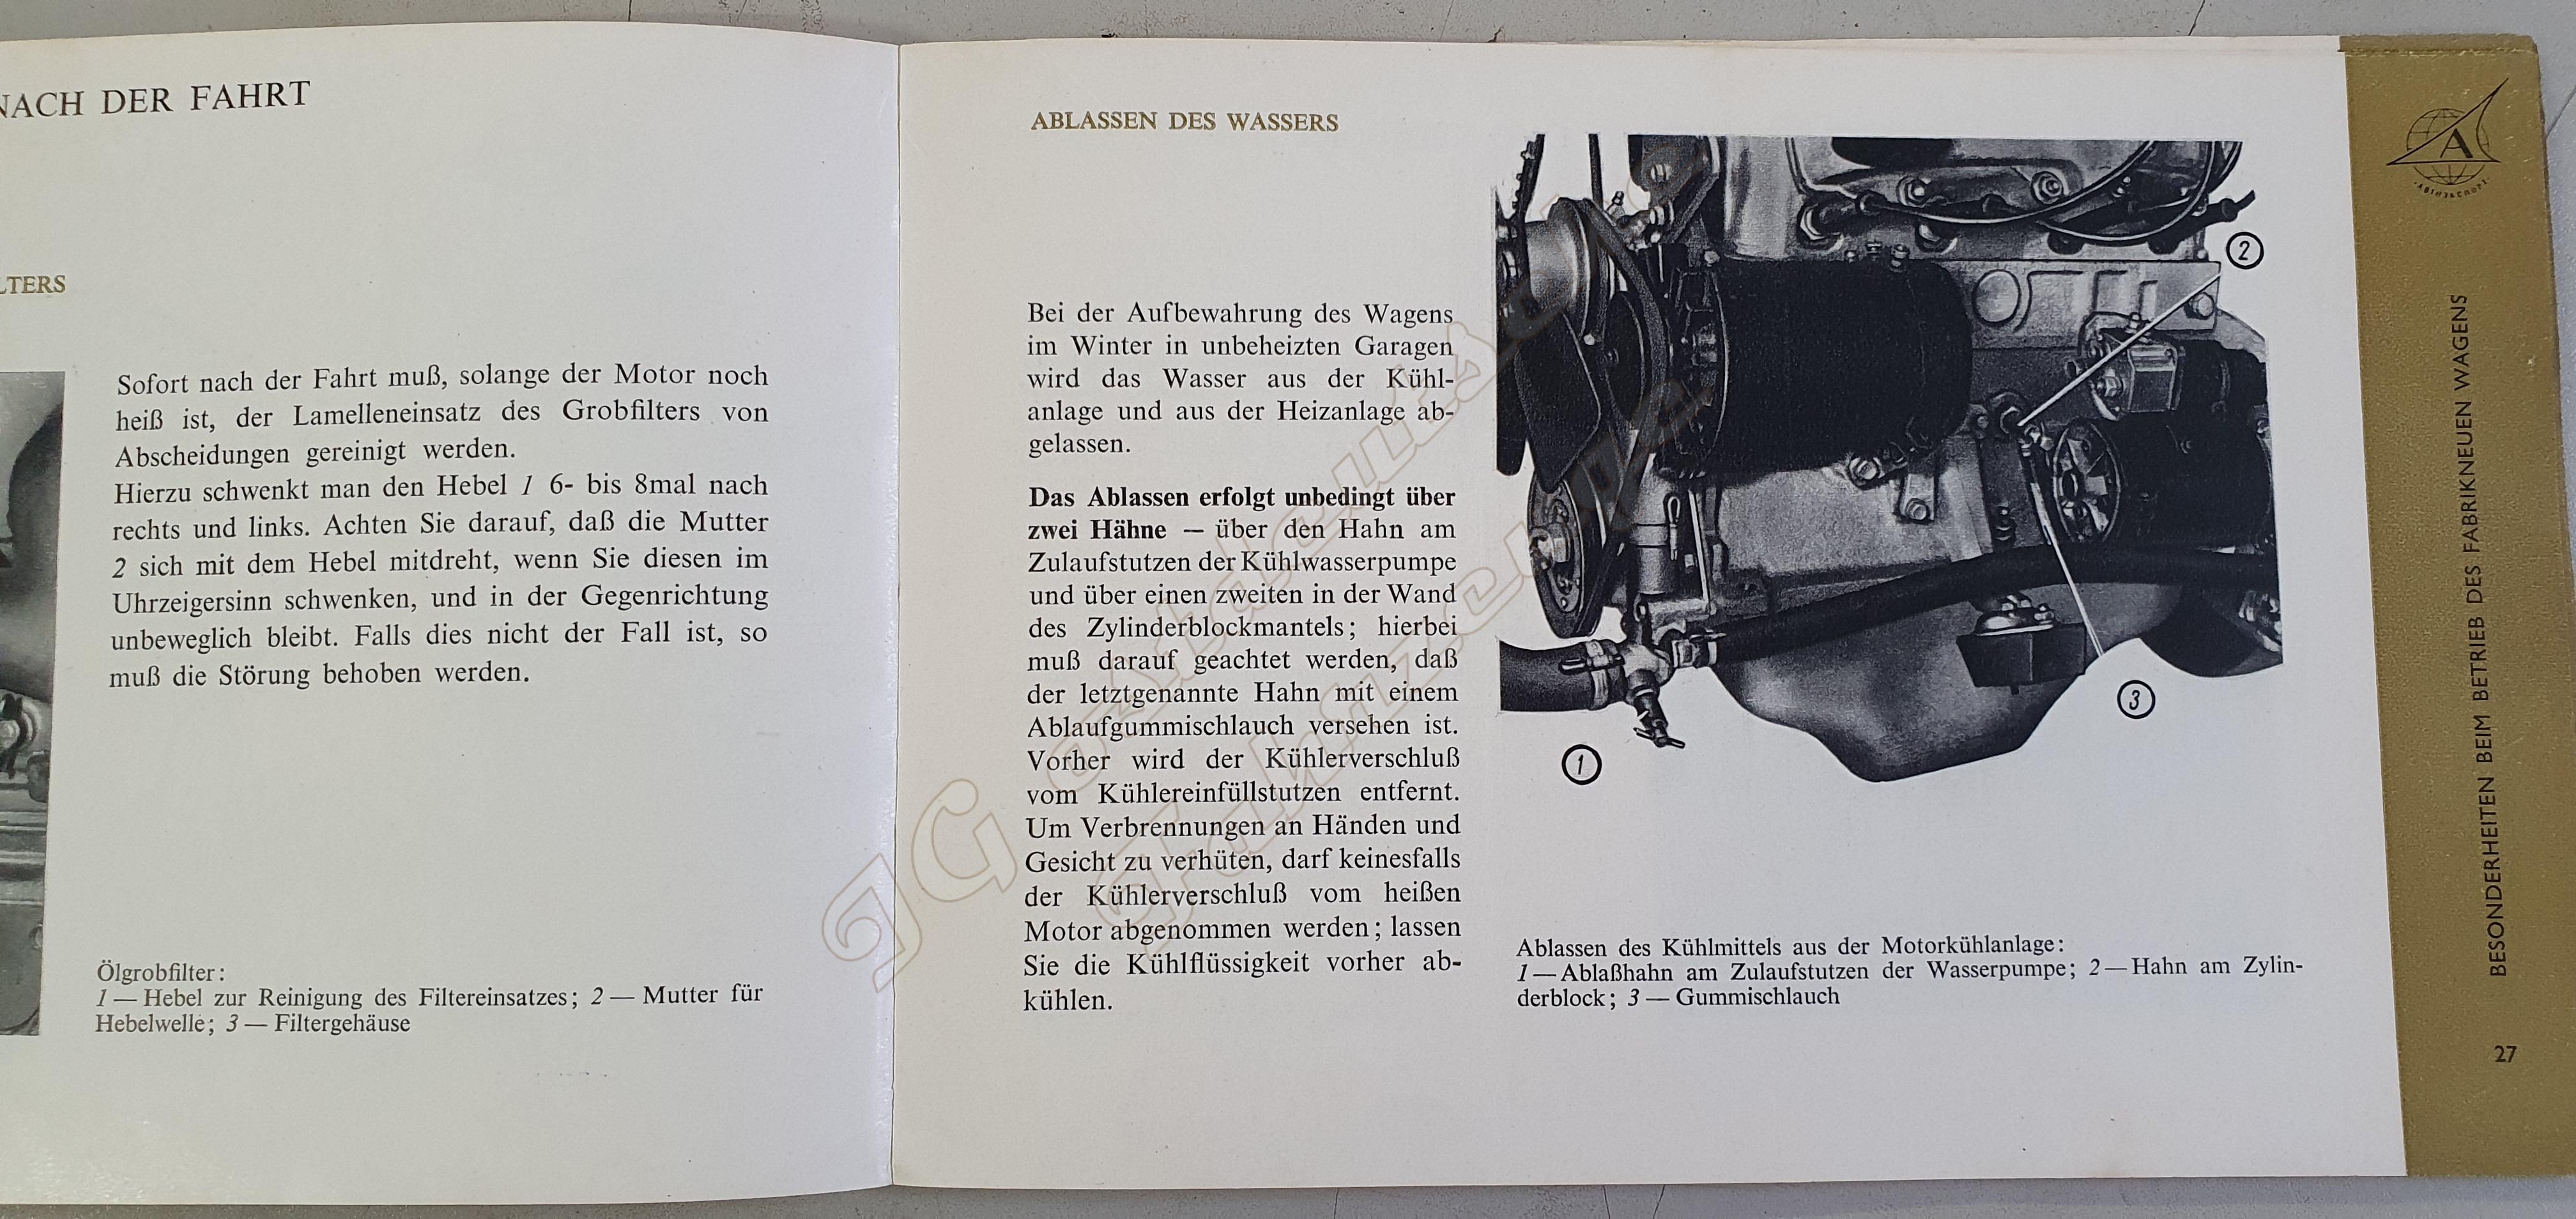 NACH DER FAHRT
LTERS
Sofort nach der Fahrt muß, solange der Motor noch
heiß ist, der Lamelleneinsatz des Grobfilters von
Abscheidungen gereinigt werden.
Hierzu schwenkt man den Hebel 1 6- bis 8mal nach
rechts und links. Achten Sie darauf, daß die Mutter
2 sich mit dem Hebel mitdreht, wenn Sie diesen im
Uhrzeigersinn schwenken, und in der Gegenrichtung
unbeweglich bleibt. Falls dies nicht der Fall ist, so
muß die Störung behoben werden.
Ölgrobfilter:
1 — Hebel zur Reinigung des Filtereinsatzes; 2 — Mutter für
Hebelwelle; 3 — Filtergehäuse
ABLASSEN DES WASSERS
Bei der Aufbewahrung des Wagens
im Winter in unbeheizten Garagen
wird das Wasser aus der Kühl-
anlage und aus der Heizanlage ab-
gelassen.
Das Ablassen erfolgt unbedingt über
zwei Hähne — über den Hahn am
Zulaufstutzen der Kühlwasserpumpe
und über einen zweiten in der Wand
des Zylinderblockmantels; hierbei
muß darauf geachtet werden, daß
der letztgenannte Hahn mit einem
Ablaufgummischlauch versehen ist.
Vorher wird der Kühlerverschluß
vom Kühlereinfüllstutzen entfernt.
Um Verbrennungen an Händen und
Gesicht zu verhüten, darf keinesfalls
der Kühlerverschluß vom heißen
Motor abgenommen werden; lassen
Sie die Kühlflüssigkeit vorher ab-
kühlen.
2
3
1
Ablassen des Kühlmittels aus der Motorkühlanlage:
1 — Ablaßhahn am Zulaufstutzen der Wasserpumpe; 2 — Hahn am Zylin-
derblock; 3 — Gummischlauch
A
BESONDERHEITEN BEIM BETRIEB DES FABRIKNEUEN WAGENS
27
IG ostdeutsche
Fahrzeuge